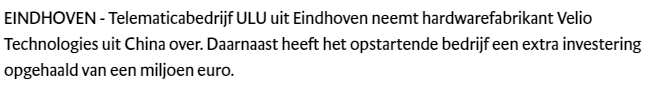 EINDHOVEN - Telematicabedrijf ULU uit Eindhoven neemt hardwarefabrikant Velio
Technologies uit China over. Daarnaast heeft het opstartende bedrijf een extra investering
opgehaald van een miljoen euro.